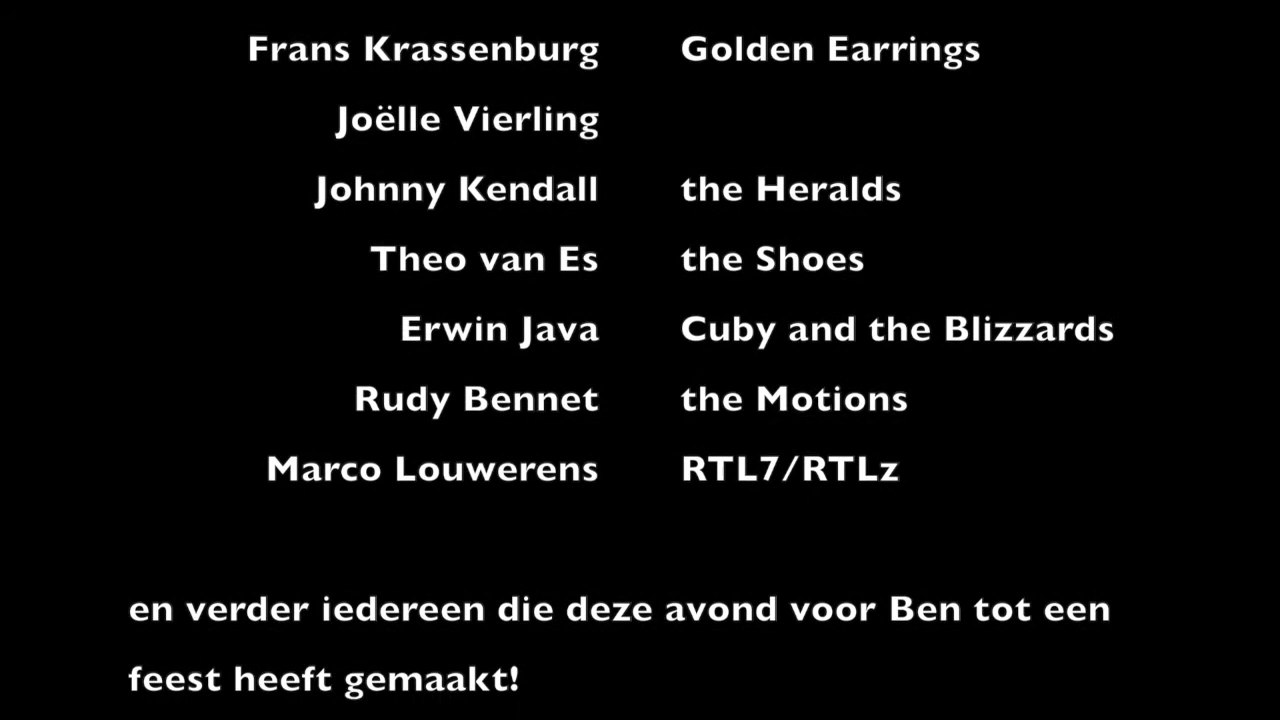 Frans Krassenburg Golden Earrings
Joëlle Vierling
Johnny Kendall the Heralds
Theo van Es the Shoes
Erwin Java Cuby and the Blizzards
Rudy Bennet the Motions
Marco Louwerens RTL7/RTLz
en verder iedereen die deze avond voor Ben tot een
feest heeft gemaakt!